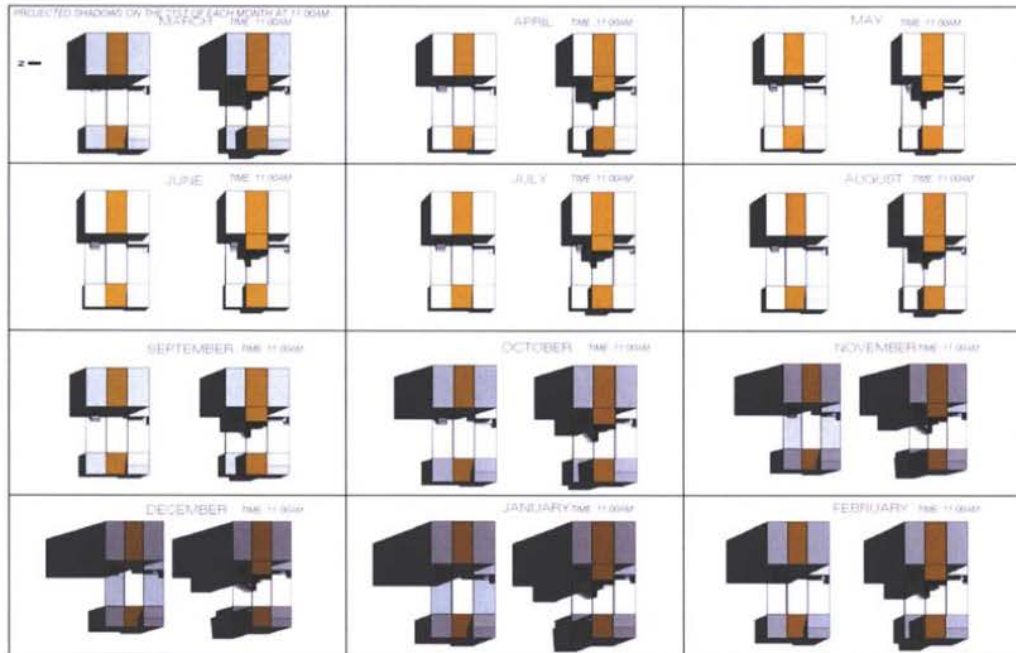 PROJECTED SHADOWS ON THE 21ST OF EACH MONTH AT 11:00AM
MARCH TIME: 11:00AM
APRIL TIME: 11:00AM
MAY TIME: 11:00AM
N
JUNE TIME: 11:00AM
JULY TIME: 11:00AM
AUGUST TIME: 11:00AM
SEPTEMBER TIME: 11:00AM
OCTOBER TIME: 11:00AM
NOVEMBER TIME: 11:00AM
DECEMBER TIME: 11:00AM
JANUARY TIME: 11:00AM
FEBRUARY TIME: 11:00AM